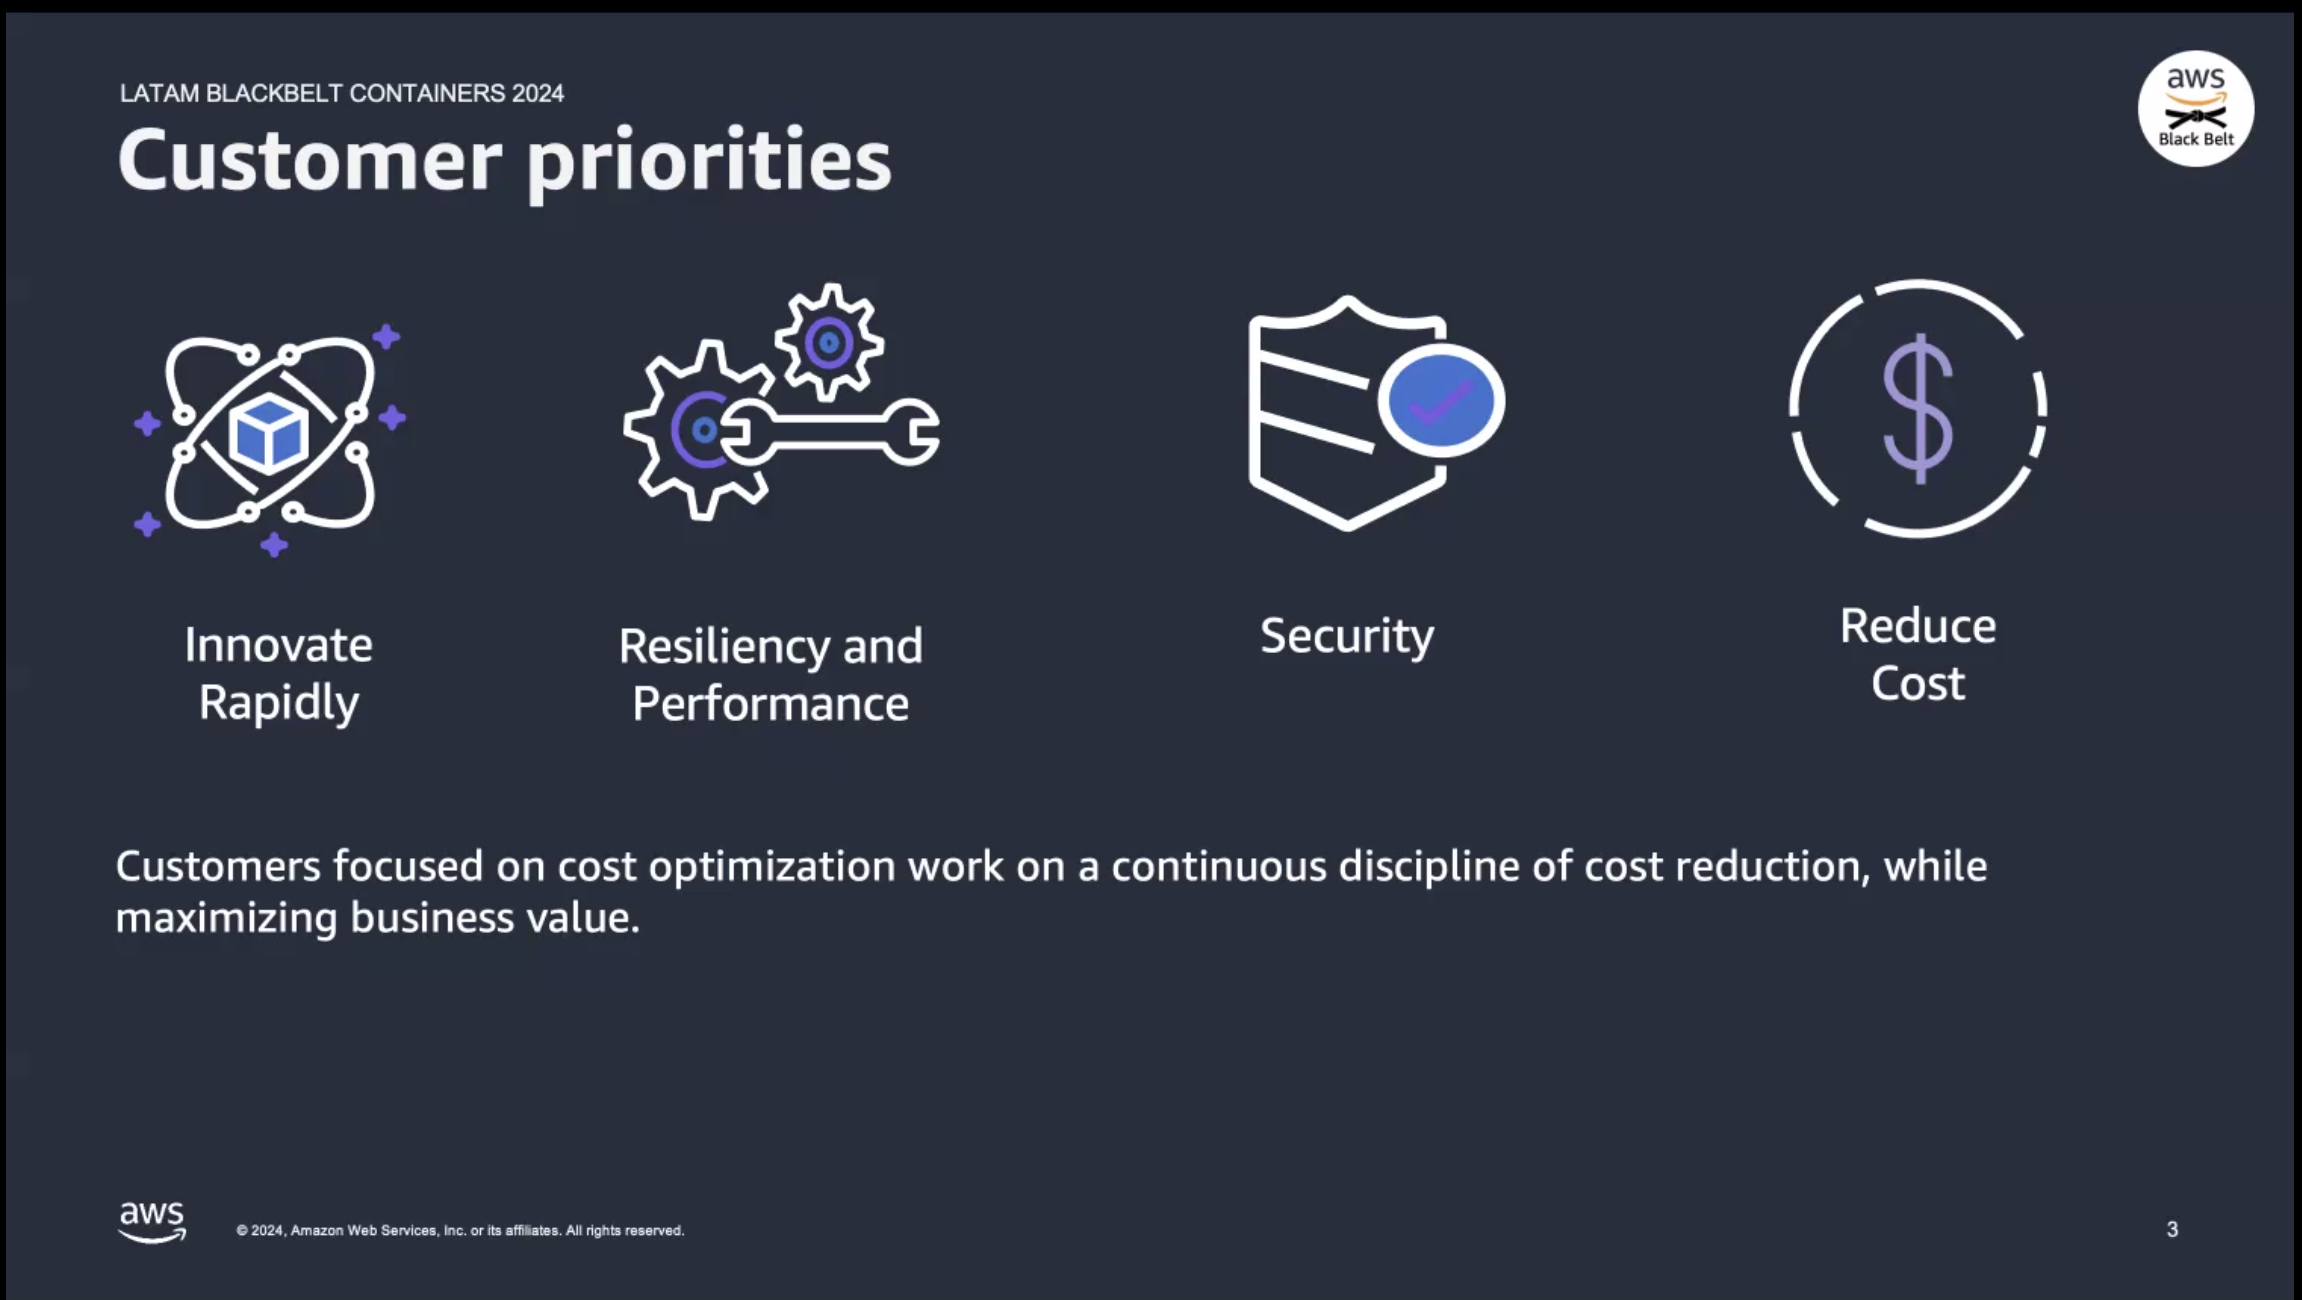 LATAM BLACKBELT CONTAINERS 2024
Customer priorities
aws
Black Belt
Innovate
Rapidly
Resiliency and
Performance
Security
Reduce
Cost
Customers focused on cost optimization work on a continuous discipline of cost reduction, while
maximizing business value.
aws
© 2024, Amazon Web Services, Inc. or its affiliates. All rights reserved.
3